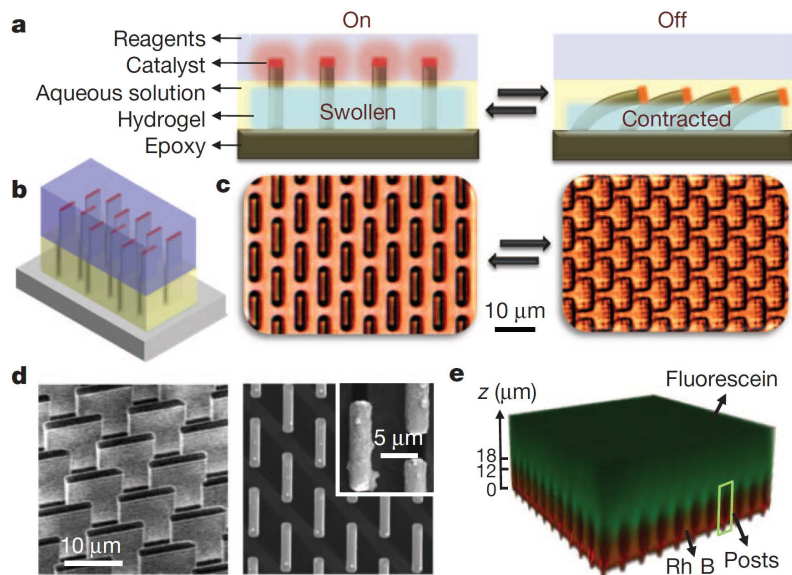 a
On
Off
Reagents
Catalyst
Aqueous solution
Hydrogel
Epoxy
Swollen
Contracted
b
c
10 μm
d
10 μm
5 μm
e
z (μm)
18
12
0
Fluorescein
Rh B
Posts